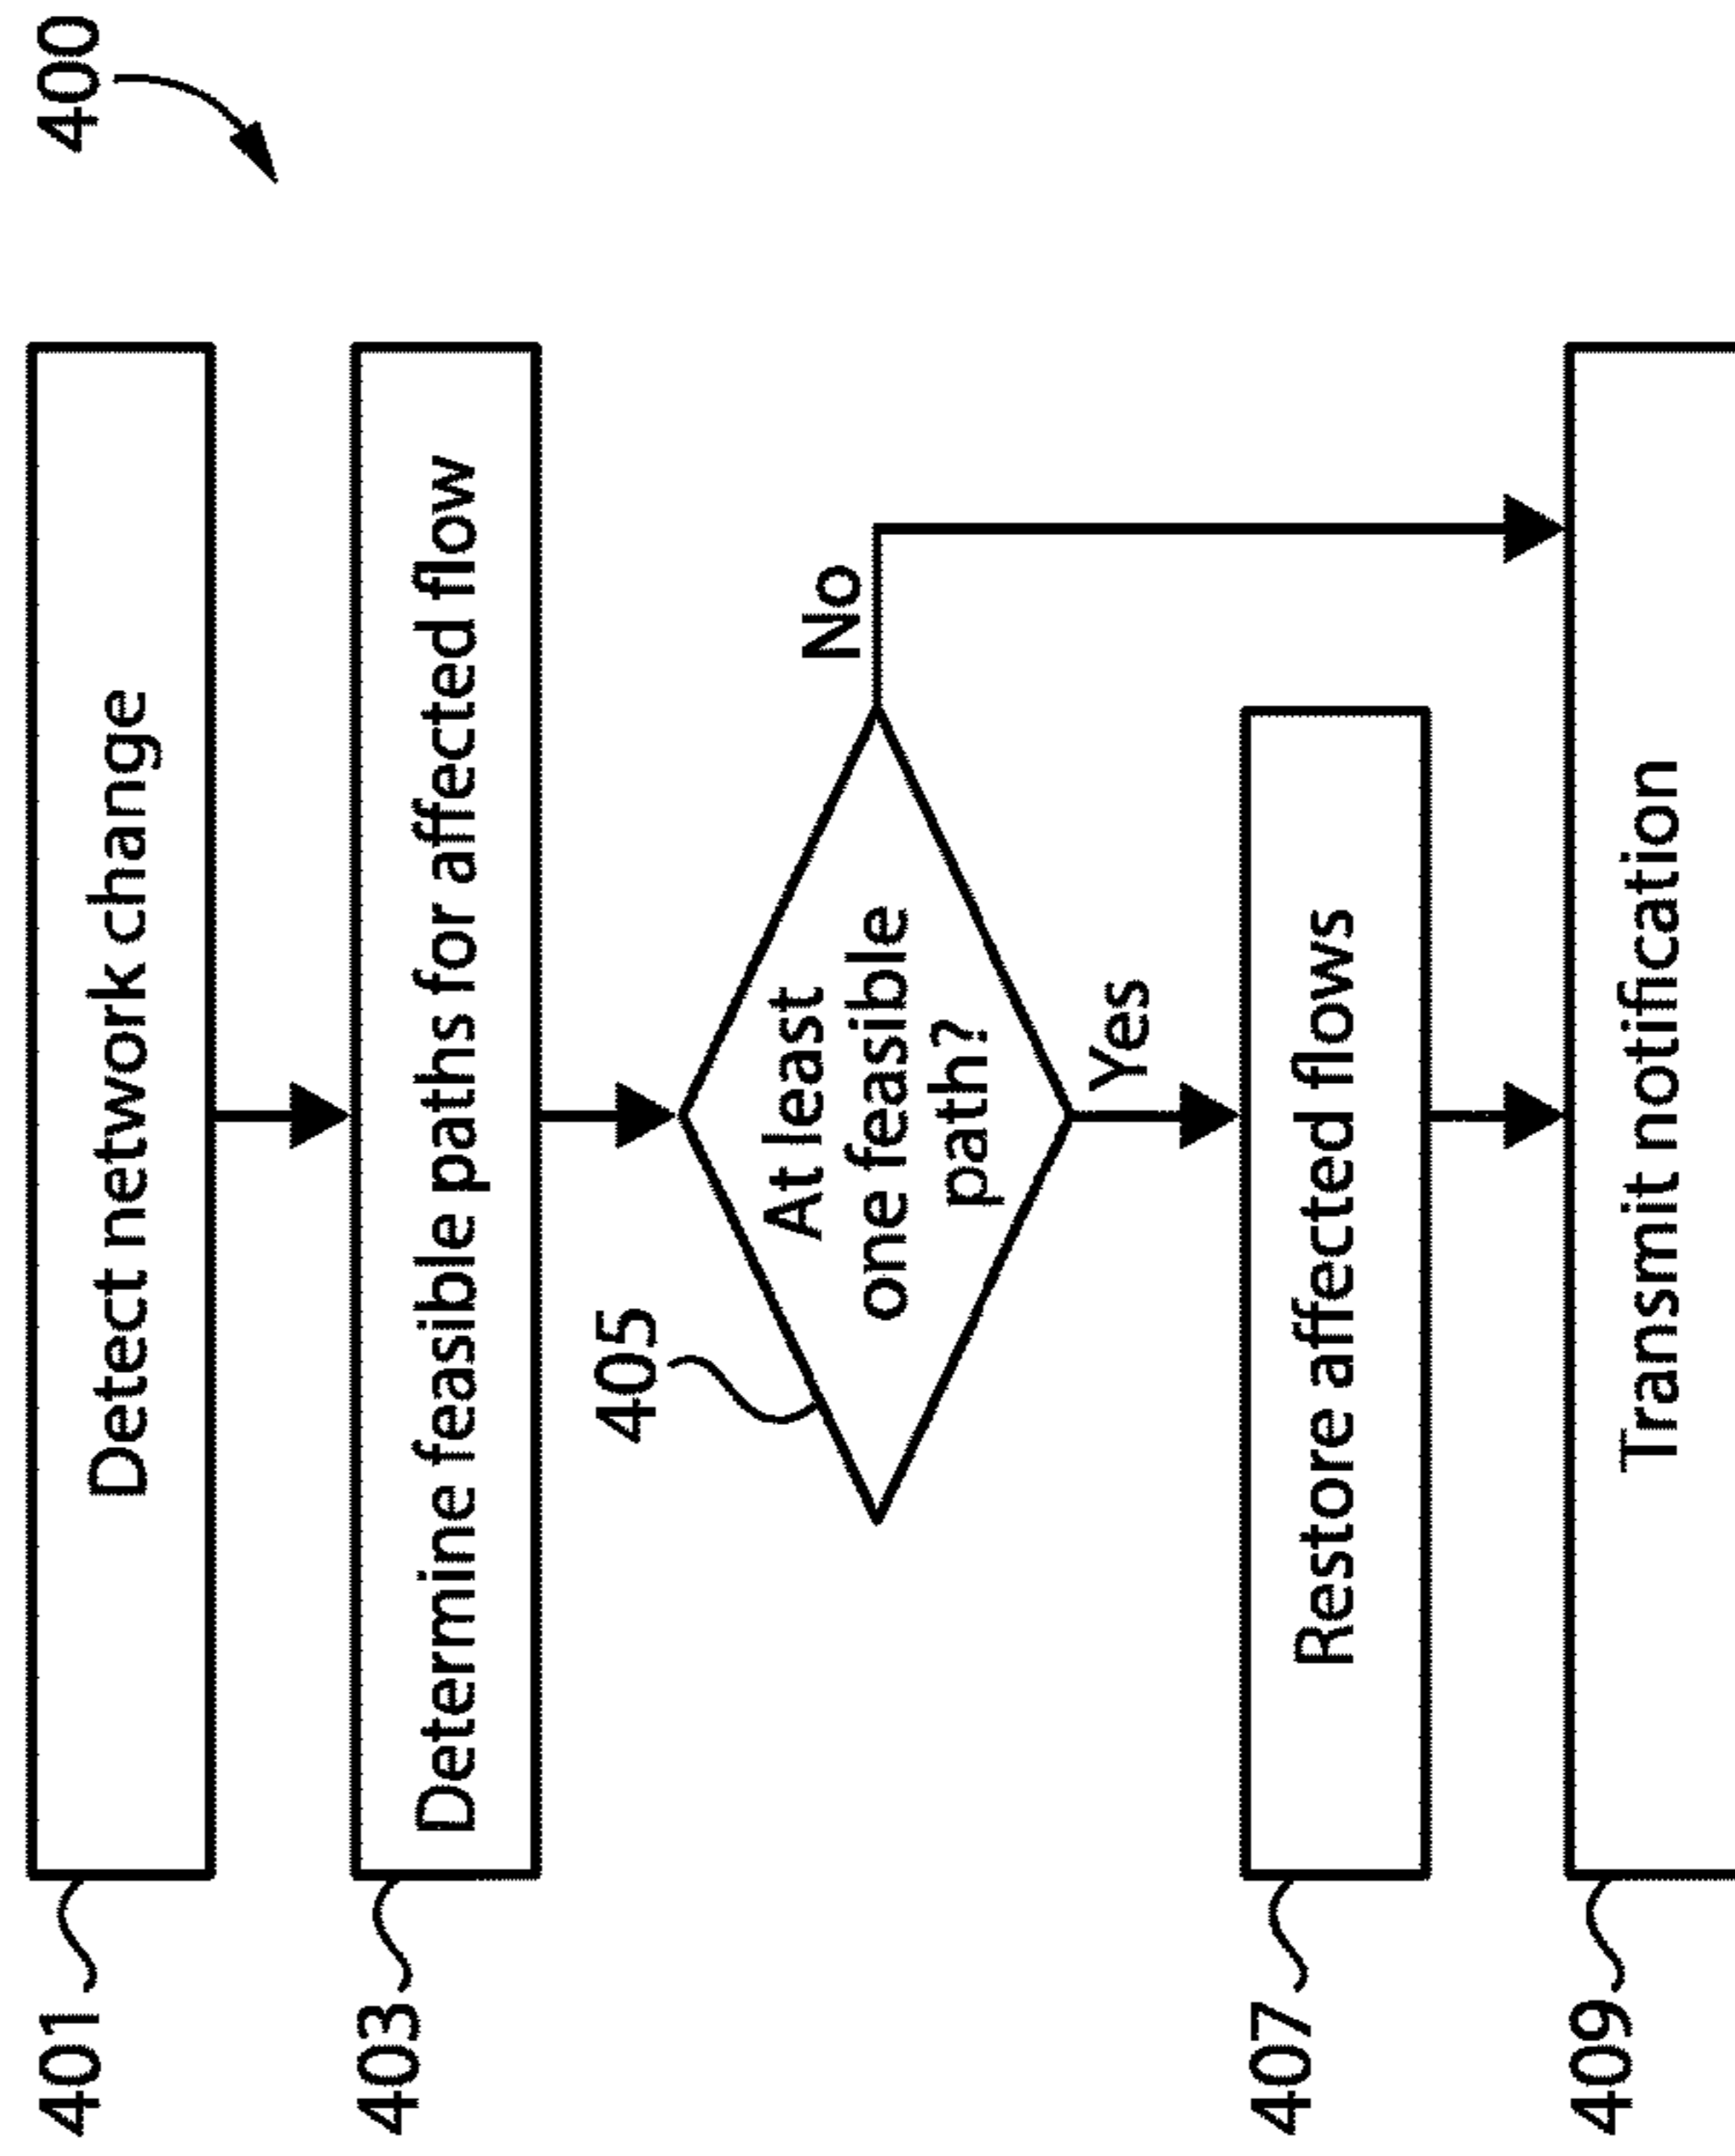 400
401
Detect network change
403
Determine feasible paths for affected flow
405
At least
one feasible
path?
No
Yes
407
Restore affected flows
409
Transmit notification